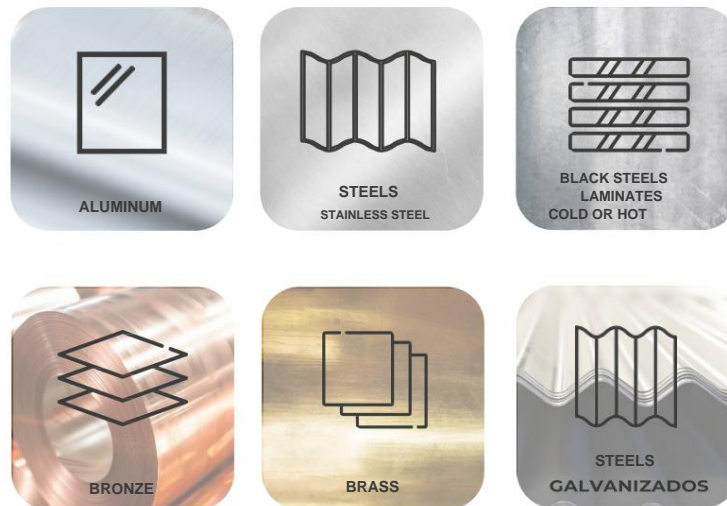 ALUMINUM
STEELS
STAINLESS STEEL
BLACK STEELS
LAMINATES
COLD OR HOT
BRONZE
BRASS
STEELS
GALVANIZADOS